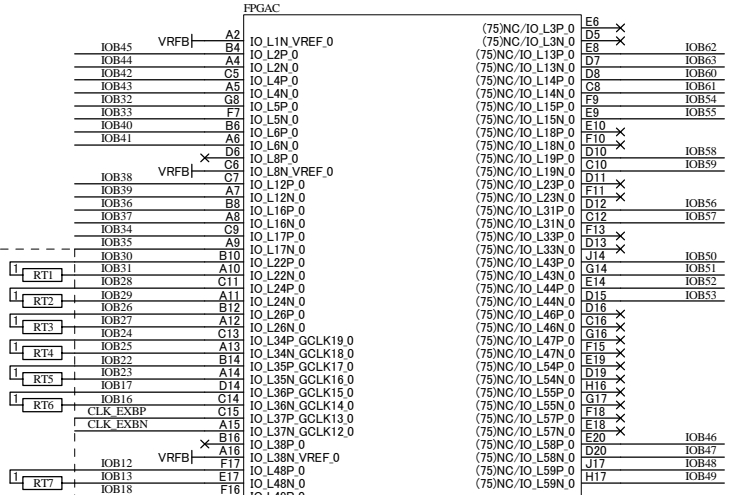 FPGAC
VRFB A2 IO_L1N_VREF_0
IOB45 B4 IO_L2P_0
IOB44 A4 IO_L2N_0
IOB42 C5 IO_L4P_0
IOB43 A5 IO_L4N_0
IOB32 G8 IO_L5P_0
IOB33 F7 IO_L5N_0
IOB40 B6 IO_L6P_0
IOB41 A6 IO_L6N_0
D6 IO_L8P_0
VRFB C6 IO_L8N_VREF_0
IOB38 C7 IO_L12P_0
IOB39 A7 IO_L12N_0
IOB36 B8 IO_L16P_0
IOB37 A8 IO_L16N_0
IOB34 C9 IO_L17P_0
IOB35 A9 IO_L17N_0
IOB30 B10 IO_L22P_0
1 RT1 IOB31 A10 IO_L22N_0
IOB28 C11 IO_L24P_0
1 RT2 IOB29 A11 IO_L24N_0
IOB26 B12 IO_L26P_0
1 RT3 IOB27 A12 IO_L26N_0
IOB24 C13 IO_L34P_GCLK19_0
1 RT4 IOB25 A13 IO_L34N_GCLK18_0
IOB22 B14 IO_L35P_GCLK17_0
1 RT5 IOB23 A14 IO_L35N_GCLK16_0
IOB17 D14 IO_L36P_GCLK15_0
1 RT6 IOB16 C14 IO_L36N_GCLK14_0
CLK_EXBP C15 IO_L37P_GCLK13_0
CLK_EXBN A15 IO_L37N_GCLK12_0
B16 IO_L38P_0
VRFB A16 IO_L38N_VREF_0
IOB12 F17 IO_L48P_0
1 RT7 IOB13 E17 IO_L48N_0
IOB18 F16
(75)NC/IO_L3P_0 E6
(75)NC/IO_L3N_0 D5
(75)NC/IO_L13P_0 E8 IOB62
(75)NC/IO_L13N_0 D7 IOB63
(75)NC/IO_L14P_0 D8 IOB60
(75)NC/IO_L14N_0 C8 IOB61
(75)NC/IO_L15P_0 F9 IOB54
(75)NC/IO_L15N_0 E9 IOB55
(75)NC/IO_L18P_0 E10
(75)NC/IO_L18N_0 F10
(75)NC/IO_L19P_0 D10 IOB58
(75)NC/IO_L19N_0 C10 IOB59
(75)NC/IO_L23P_0 D11
(75)NC/IO_L23N_0 F11
(75)NC/IO_L31P_0 D12 IOB56
(75)NC/IO_L31N_0 C12 IOB57
(75)NC/IO_L33P_0 F13
(75)NC/IO_L33N_0 D13
(75)NC/IO_L43P_0 J14 IOB50
(75)NC/IO_L43N_0 G14 IOB51
(75)NC/IO_L44P_0 E14 IOB52
(75)NC/IO_L44N_0 D15 IOB53
(75)NC/IO_L46P_0 D16
(75)NC/IO_L46N_0 C16
(75)NC/IO_L47P_0 G16
(75)NC/IO_L47N_0 F15
(75)NC/IO_L54P_0 E19
(75)NC/IO_L54N_0 D19
(75)NC/IO_L55P_0 H16
(75)NC/IO_L55N_0 G17
(75)NC/IO_L57P_0 F18
(75)NC/IO_L57N_0 E18
(75)NC/IO_L58P_0 E20 IOB46
(75)NC/IO_L58N_0 D20 IOB47
(75)NC/IO_L59P_0 J17 IOB48
(75)NC/IO_L59N_0 H17 IOB49